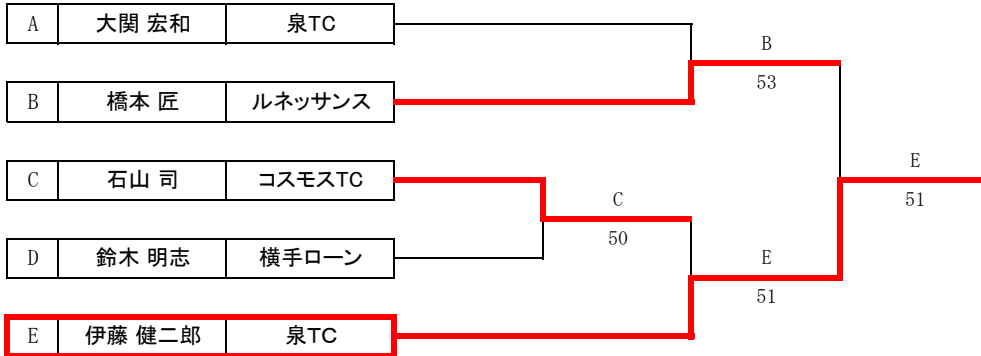 A 大関 宏和 泉TC
B
53
B 橋本 匠 ルネッサンス
C 石山 司 コスモスTC
E
51
C
50
D 鈴木 明志 横手ローン
E
51
E 伊藤 健二郎 泉TC